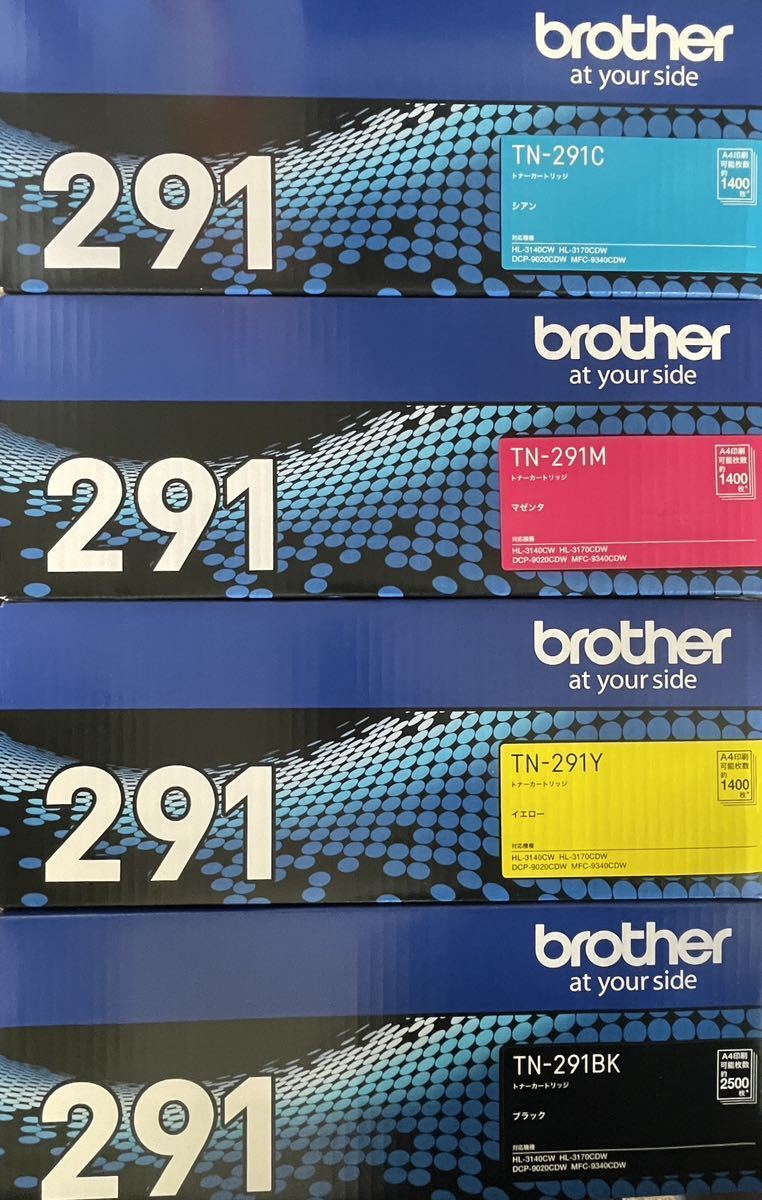 brother
at your side
291
TN-291C
トナーカートリッジ
シアン
A4印刷
可能枚数
約
1400
枚*
対応機種
HL-3140CW HL-3170CDW
DCP-9020CDW MFC-9340CDW
brother
at your side
291
TN-291M
トナーカートリッジ
マゼンタ
A4印刷
可能枚数
約
1400
枚*
対応機種
HL-3140CW HL-3170CDW
DCP-9020CDW MFC-9340CDW
brother
at your side
291
TN-291Y
トナーカートリッジ
イエロー
A4印刷
可能枚数
約
1400
枚*
対応機種
HL-3140CW HL-3170CDW
DCP-9020CDW MFC-9340CDW
brother
at your side
291
TN-291BK
トナーカートリッジ
ブラック
A4印刷
可能枚数
約
2500
枚*
対応機種
HL-3140CW HL-3170CDW
DCP-9020CDW MFC-9340CDW